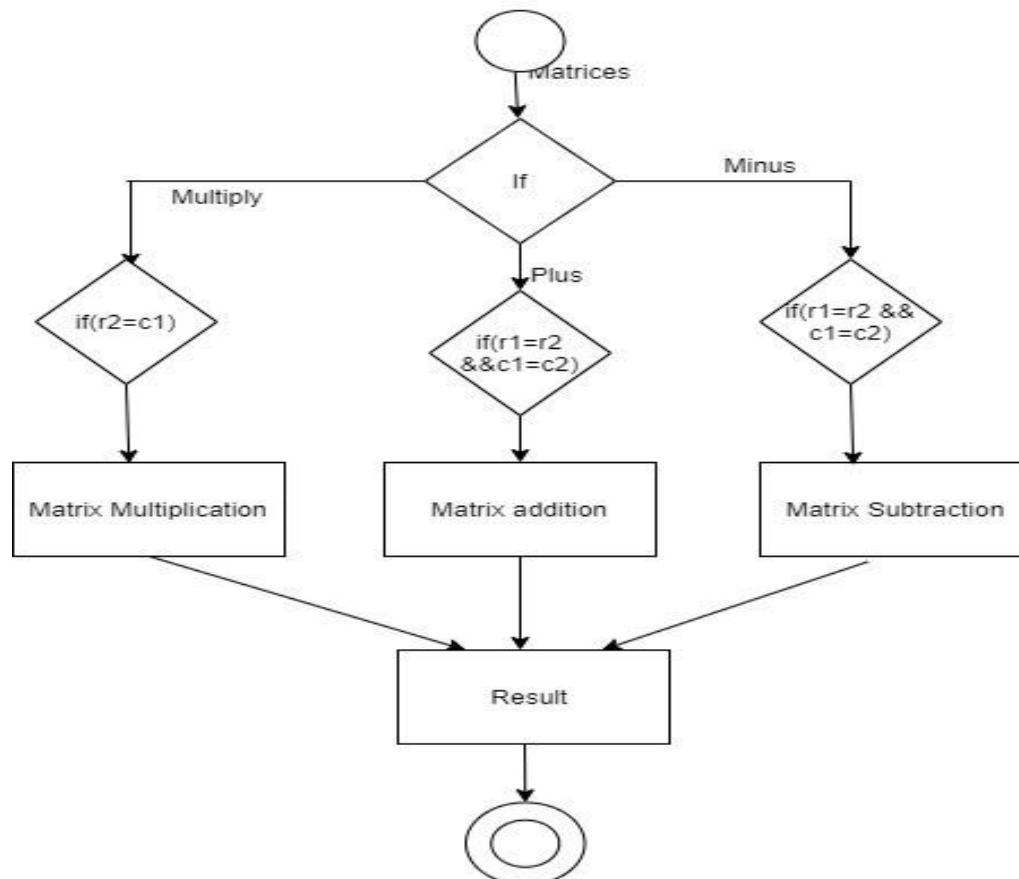 Matrices
If
Multiply
Minus
Plus
if(r2=c1)
if(r1=r2
&&c1=c2)
if(r1=r2 &&
c1=c2)
Matrix Multiplication
Matrix addition
Matrix Subtraction
Result